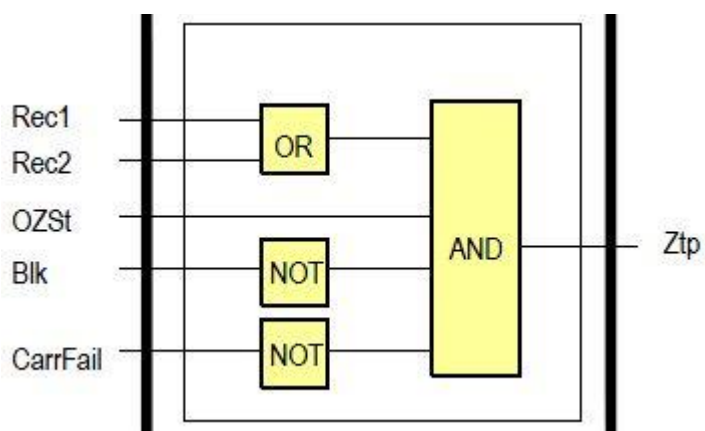 Rec1
OR
Rec2
OZSt
AND
Ztp
Blk
NOT
CarrFail
NOT